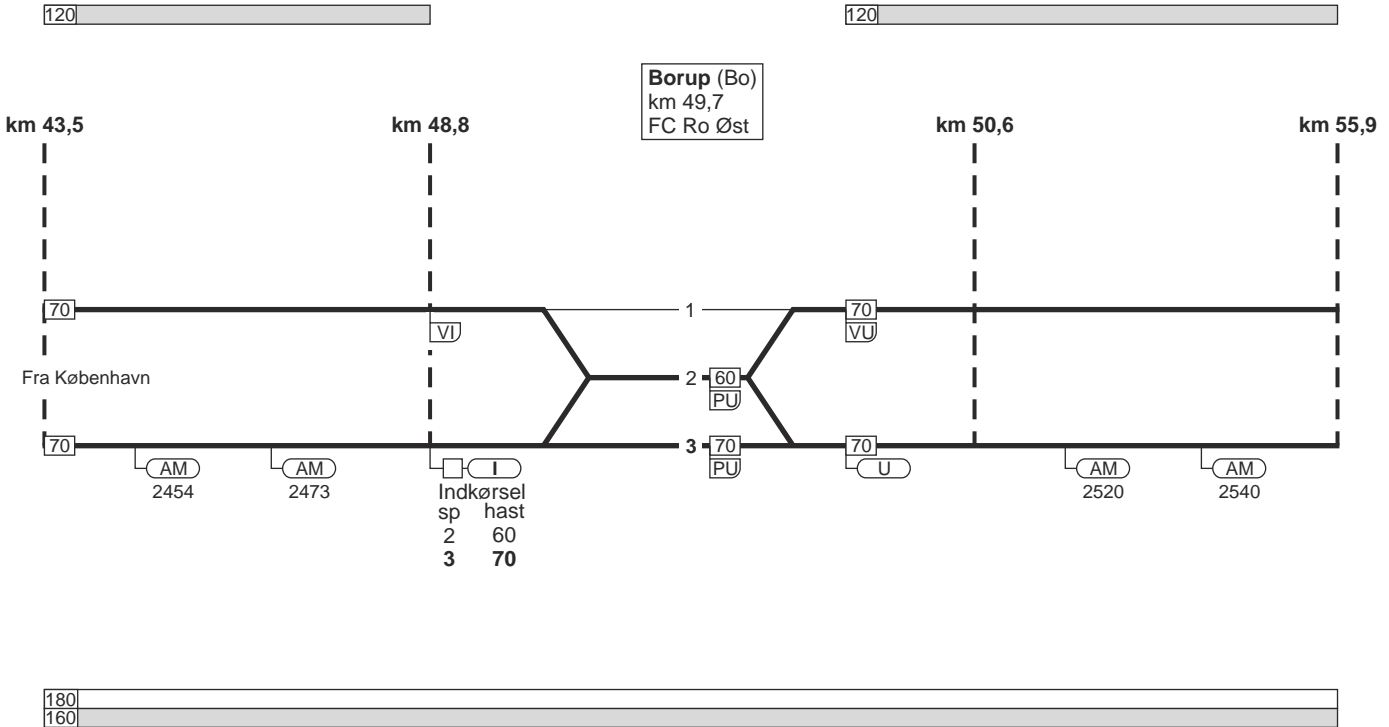 120
120
Borup (Bo)
km 49,7
FC Ro Øst
km 43,5
km 48,8
km 50,6
km 55,9
70
1
70
VI
VU
Fra København
2
60
PU
70
3
70
70
AM
AM
I
PU
U
AM
AM
2454
2473
Indkørsel
2520
2540
sp hast
2 60
3 70
180
160